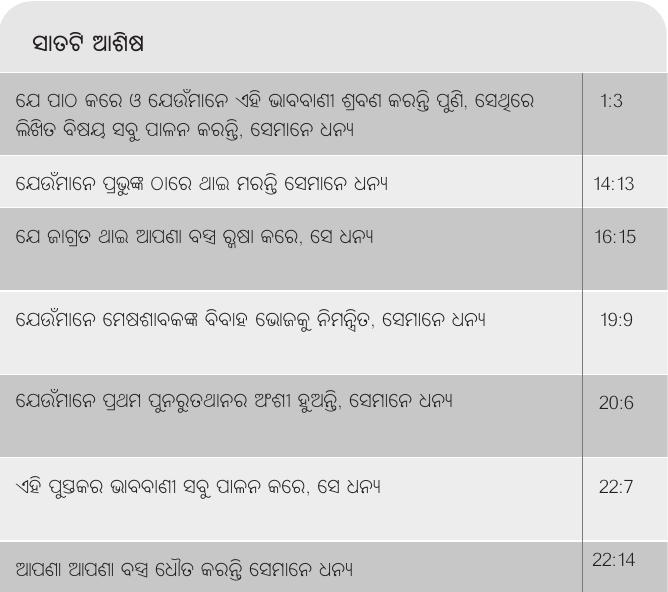 ସାତଟି ଆଶିଷ
ଯେ ପାଠ କରେ ଓ ଯେଉଁମାନେ ଏହି ଭାବବାଣୀ ଶ୍ରବଣ କରନ୍ତି ପୁଣି, ସେଥିରେ 1:3
ଲିଖିତ ବିଷୟ ସବୁ ପାଳନ କରନ୍ତି, ସେମାନେ ଧନ୍ୟ
ଯେଉଁମାନେ ପ୍ରଭୁଙ୍କ ଠାରେ ଥାଇ ମରନ୍ତି ସେମାନେ ଧନ୍ୟ 14:13
ଯେ ଜାଗ୍ରତ ଥାଇ ଆପଣା ବସ୍ତ୍ର ରକ୍ଷା କରେ, ସେ ଧନ୍ୟ 16:15
ଯେଉଁମାନେ ମେଷଶାବକଙ୍କ ବିବାହ ଭୋଜକୁ ନିମନ୍ତ୍ରିତ, ସେମାନେ ଧନ୍ୟ 19:9
ଯେଉଁମାନେ ପ୍ରଥମ ପୁନରୁତଥାନର ଅଂଶୀ ହୁଅନ୍ତି, ସେମାନେ ଧନ୍ୟ 20:6
ଏହି ପୁସ୍ତକର ଭାବବାଣୀ ସବୁ ପାଳନ କରେ, ସେ ଧନ୍ୟ 22:7
ଆପଣା ଆପଣା ବସ୍ତ୍ର ଧୌତ କରନ୍ତି ସେମାନେ ଧନ୍ୟ 22:14